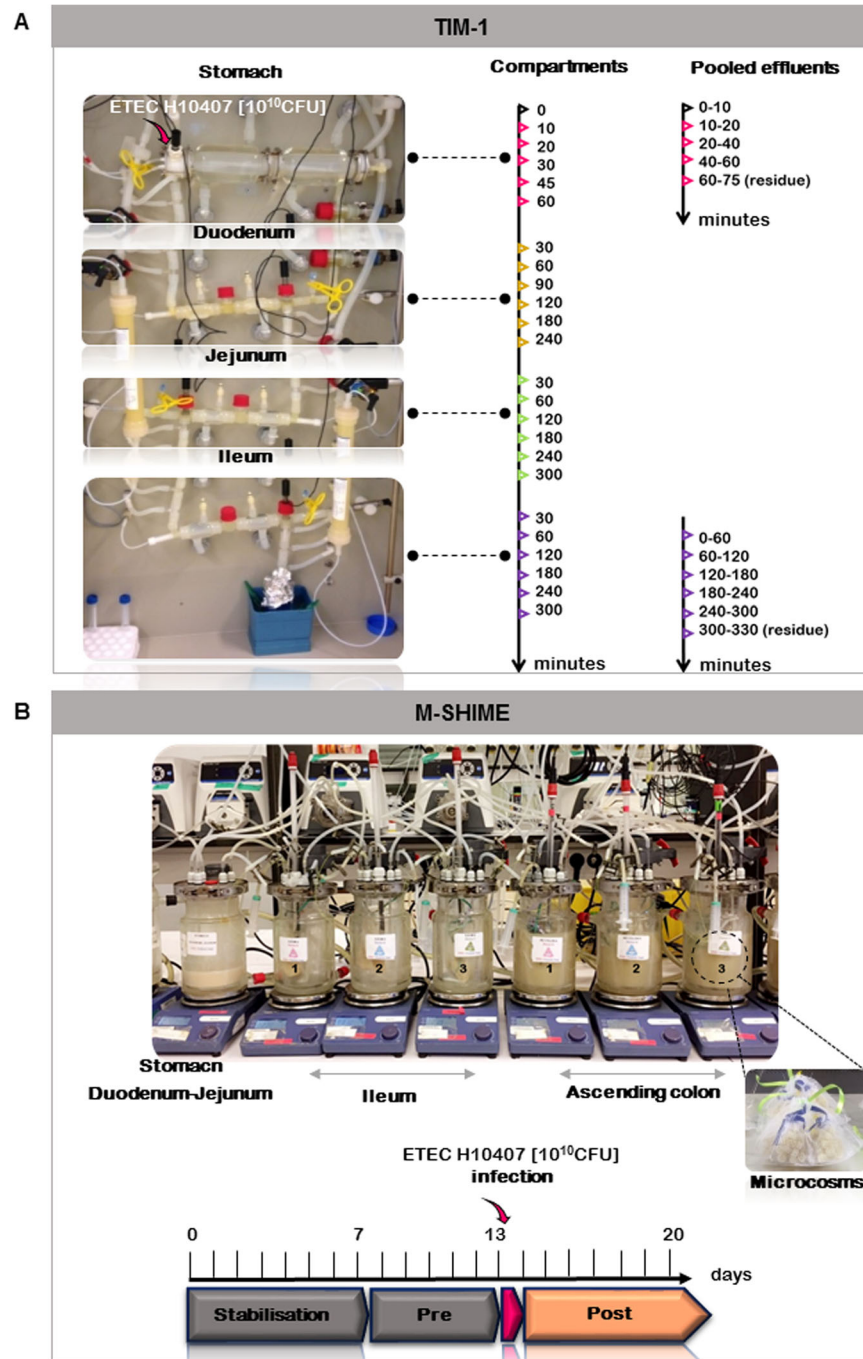 A
TIM-1
Stomach
Compartments
Pooled effluents
ETEC H10407 [10¹⁰CFU]
0
10
20
30
45
60
0-10
10-20
20-40
40-60
60-75 (residue)
minutes
Duodenum
30
60
90
120
180
240
Jejunum
30
60
120
180
240
300
Ileum
30
60
120
180
240
300
minutes
0-60
60-120
120-180
180-240
240-300
300-330 (residue)
minutes
B
M-SHIME
1
2
3
1
2
3
Stomach
Duodenum-Jejunum
Ileum
Ascending colon
Microcosms
ETEC H10407 [10¹⁰CFU]
infection
0
7
13
20
days
Stabilisation
Pre
Post